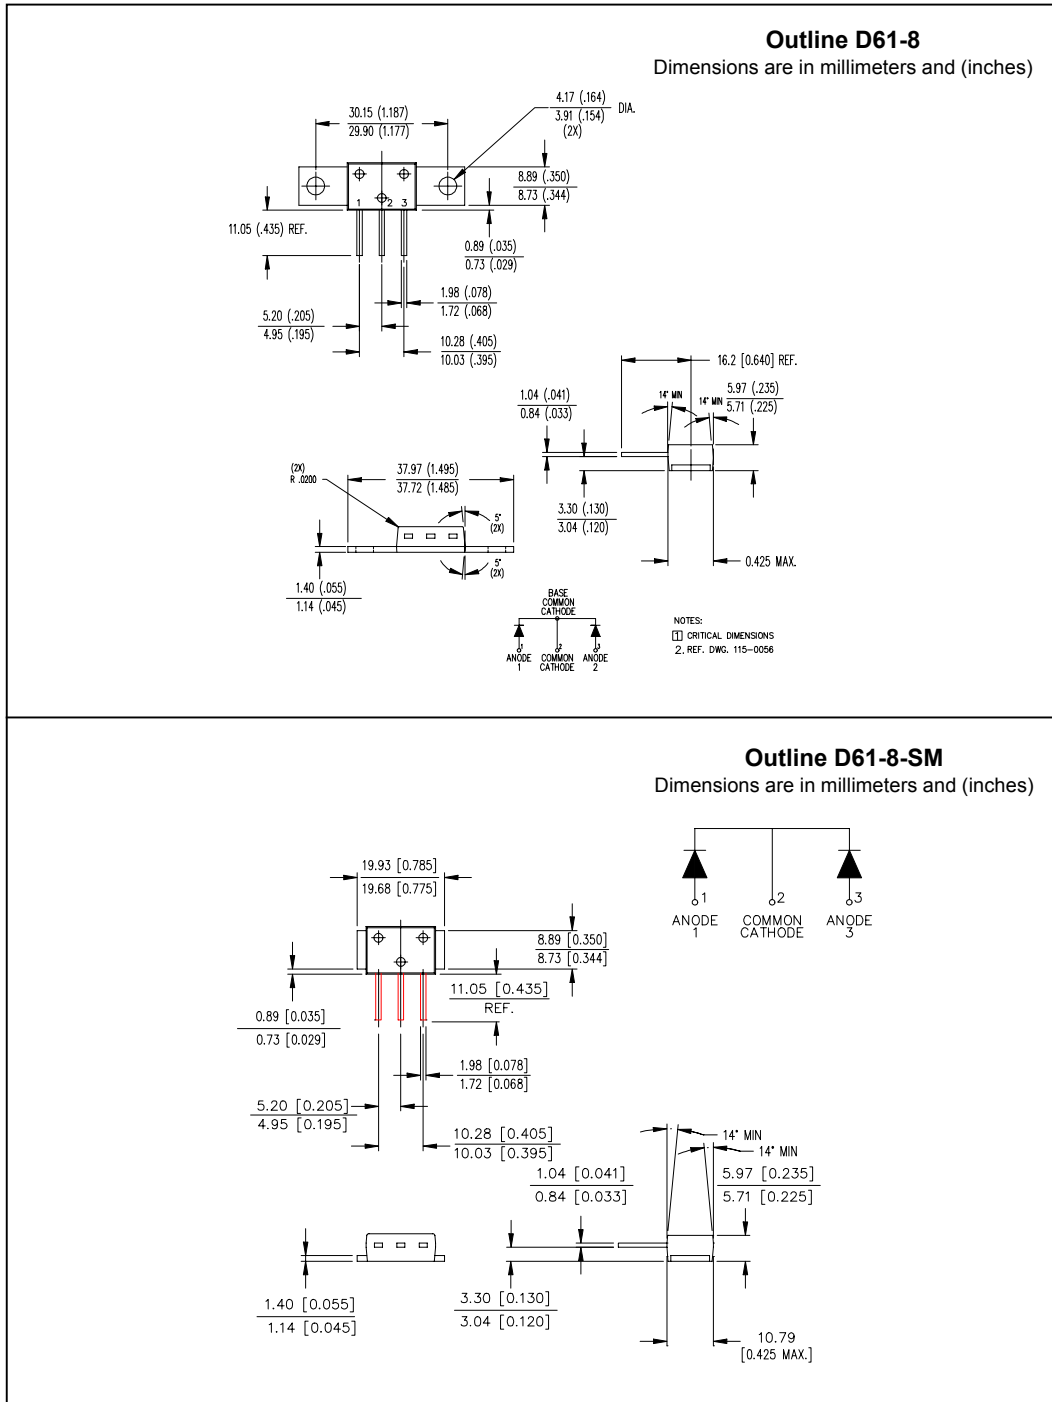 Outline D61-8
Dimensions are in millimeters and (inches)
30.15 (1.187)
29.90 (1.177)
4.17 (.164)
3.91 (.154)
DIA.
(2X)
8.89 (.350)
8.73 (.344)
1 2 3
11.05 (.435) REF.
0.89 (.035)
0.73 (.029)
1.98 (.078)
1.72 (.068)
5.20 (.205)
4.95 (.195)
10.28 (.405)
10.03 (.395)
16.2 [0.640] REF.
1.04 (.041)
0.84 (.033)
14° MIN
14° MIN
5.97 (.235)
5.71 (.225)
(2X)
R .0200
37.97 (1.495)
37.72 (1.485)
5°
(2X)
3.30 (.130)
3.04 (.120)
0.425 MAX.
5°
(2X)
1.40 (.055)
1.14 (.045)
BASE
COMMON
CATHODE
1 2 3
ANODE COMMON ANODE
1 CATHODE 2
NOTES:
1 CRITICAL DIMENSIONS
2. REF. DWG. 115-0056
Outline D61-8-SM
Dimensions are in millimeters and (inches)
19.93 [0.785]
19.68 [0.775]
1 2 3
ANODE COMMON ANODE
1 CATHODE 3
8.89 [0.350]
8.73 [0.344]
11.05 [0.435]
REF.
0.89 [0.035]
0.73 [0.029]
1.98 [0.078]
1.72 [0.068]
5.20 [0.205]
4.95 [0.195]
10.28 [0.405]
10.03 [0.395]
14° MIN
14° MIN
1.04 [0.041]
0.84 [0.033]
5.97 [0.235]
5.71 [0.225]
1.40 [0.055]
1.14 [0.045]
3.30 [0.130]
3.04 [0.120]
10.79
[0.425 MAX.]